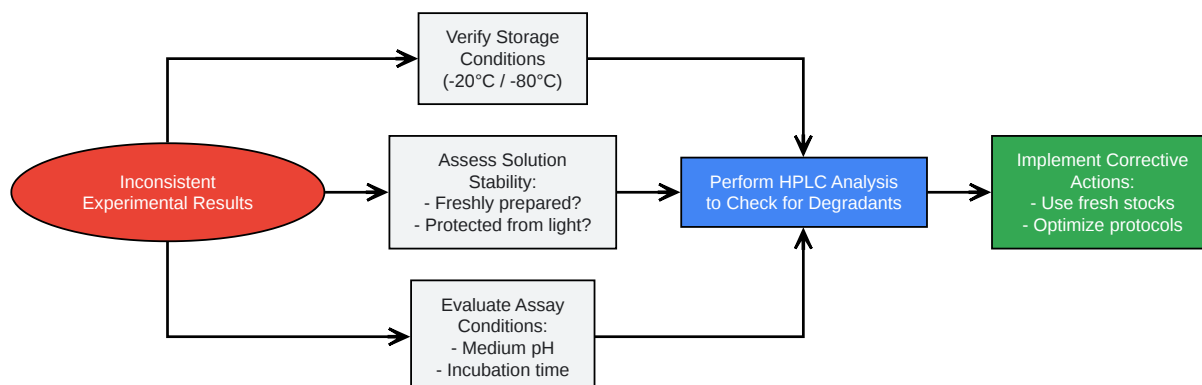 Verify Storage
Conditions
(-20°C / -80°C)
Inconsistent
Experimental Results
Assess Solution
Stability:
- Freshly prepared?
- Protected from light?
Perform HPLC Analysis
to Check for Degradants
Implement Corrective
Actions:
- Use fresh stocks
- Optimize protocols
Evaluate Assay
Conditions:
- Medium pH
- Incubation time